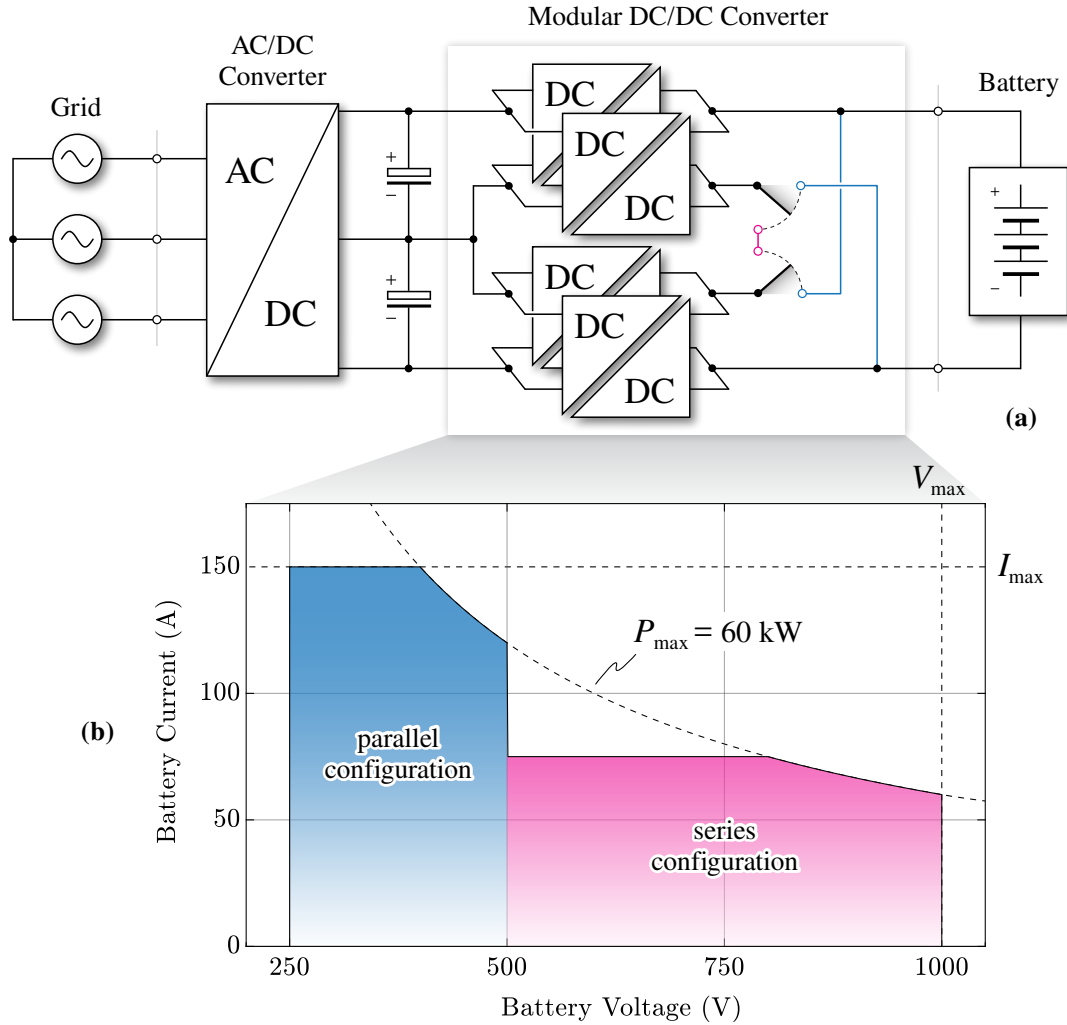 Modular DC/DC Converter
AC/DC
Converter
Grid
Battery
AC
DC
DC
DC
DC
DC
DC
DC
+
−
+
−
+
−
(a)
V_max
150
I_max
P_max = 60 kW
100
(b)
Battery Current (A)
parallel
configuration
50
series
configuration
0
250
500
750
1000
Battery Voltage (V)